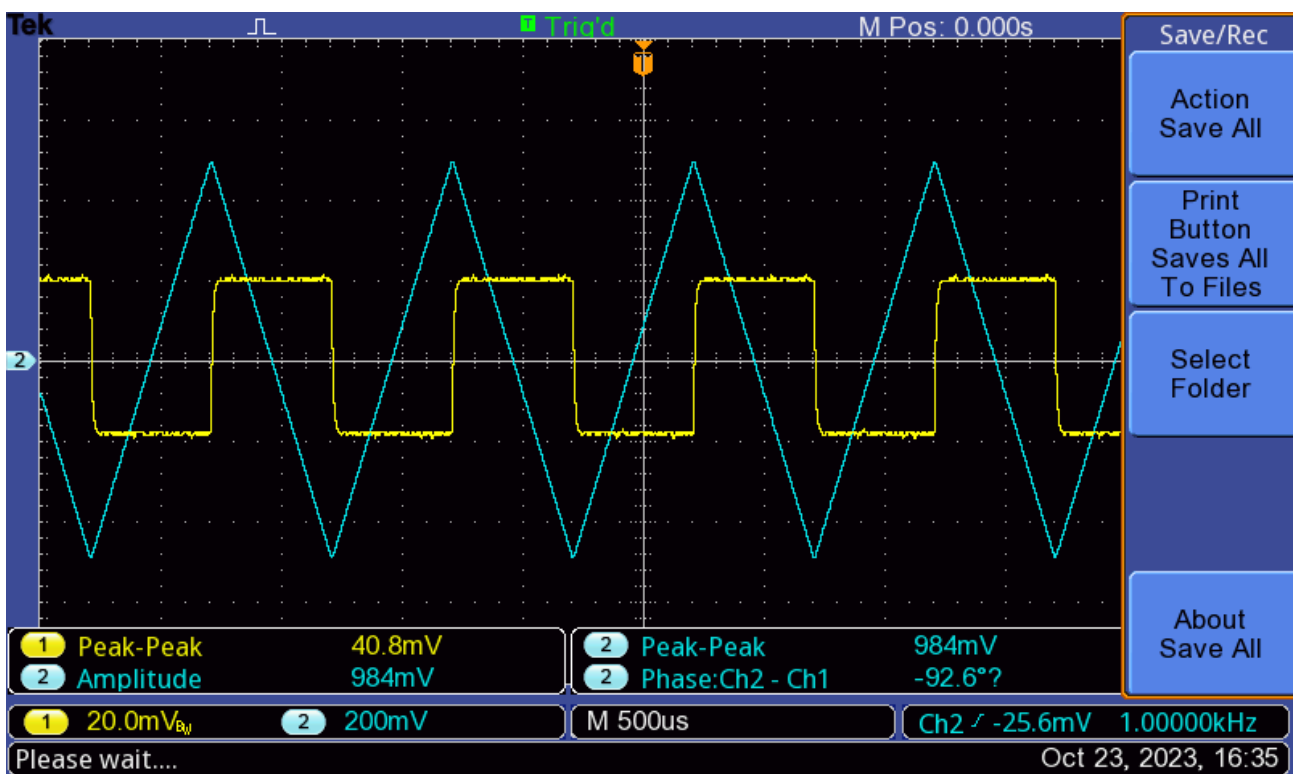 Tek T Trig'd M Pos: 0.000s Save/Rec
T
Action
Save All
Print
Button
Saves All
To Files
2
Select
Folder
About
Save All
1 Peak-Peak 40.8mV 2 Peak-Peak 984mV
2 Amplitude 984mV 2 Phase:Ch2 - Ch1 -92.6°?
1 20.0mVBW 2 200mV M 500us Ch2 -25.6mV 1.00000kHz
Please wait.... Oct 23, 2023, 16:35